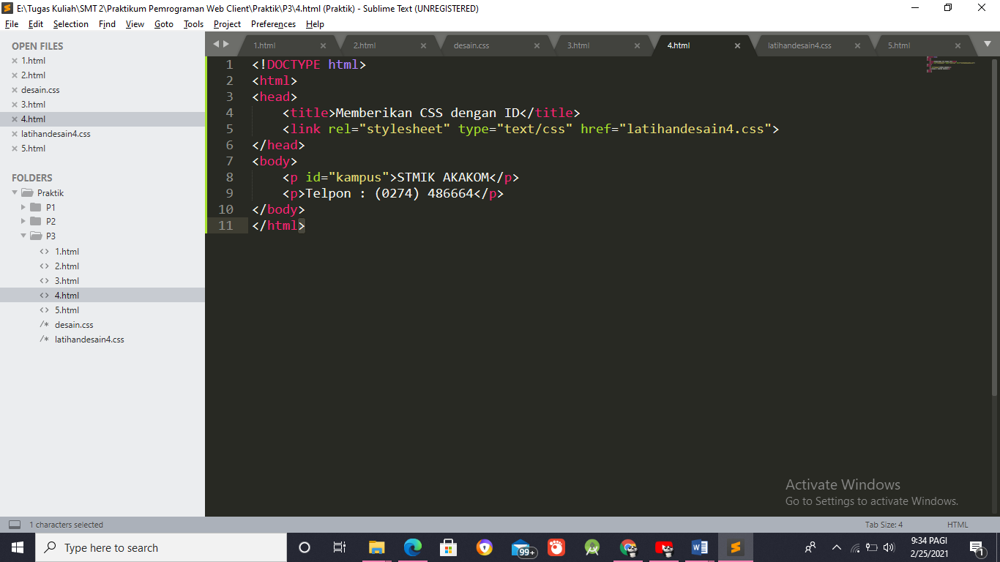 E:\Tugas Kuliah\SMT 2\Praktikum Pemrograman Web Client\Praktik\P3\4.html (Praktik) - Sublime Text (UNREGISTERED)
File Edit Selection Find View Goto Tools Project Preferences Help
OPEN FILES
1.html
2.html
desain.css
3.html
4.html
latihandesain4.css
5.html
FOLDERS
Praktik
P1
P2
P3
<> 1.html
<> 2.html
<> 3.html
<> 4.html
<> 5.html
/* desain.css
/* latihandesain4.css
1.html 2.html desain.css 3.html 4.html latihandesain4.css 5.html
1 <!DOCTYPE html>
2 <html>
3 <head>
4 <title>Memberikan CSS dengan ID</title>
5 <link rel="stylesheet" type="text/css" href="latihandesain4.css">
6 </head>
7 <body>
8 <p id="kampus">STMIK AKAKOM</p>
9 <p>Telpon : (0274) 486664</p>
10 </body>
11 </html>
Activate Windows
Go to Settings to activate Windows.
1 characters selected
Tab Size: 4 HTML
Type here to search
99+
9:34 PAGI
2/25/2021
1